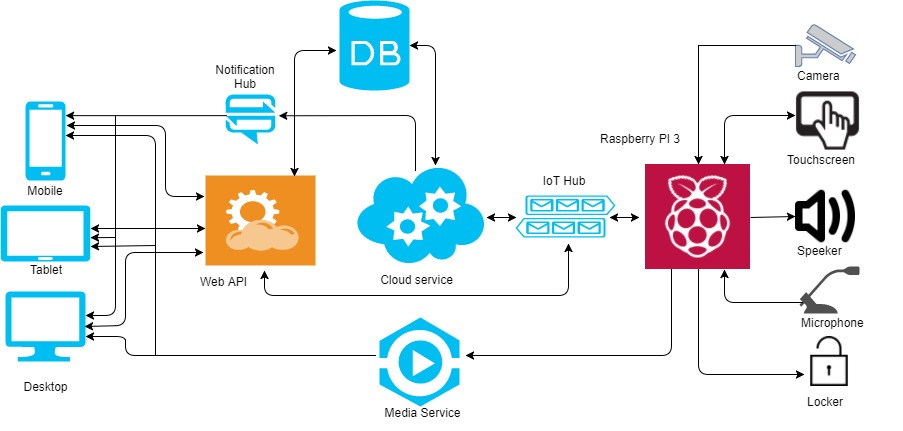 DB
Notification
Hub
Camera
Raspberry PI 3
Touchscreen
Mobile
IoT Hub
Tablet
Web API
Cloud service
Speeker
Microphone
Desktop
Media Service
Locker